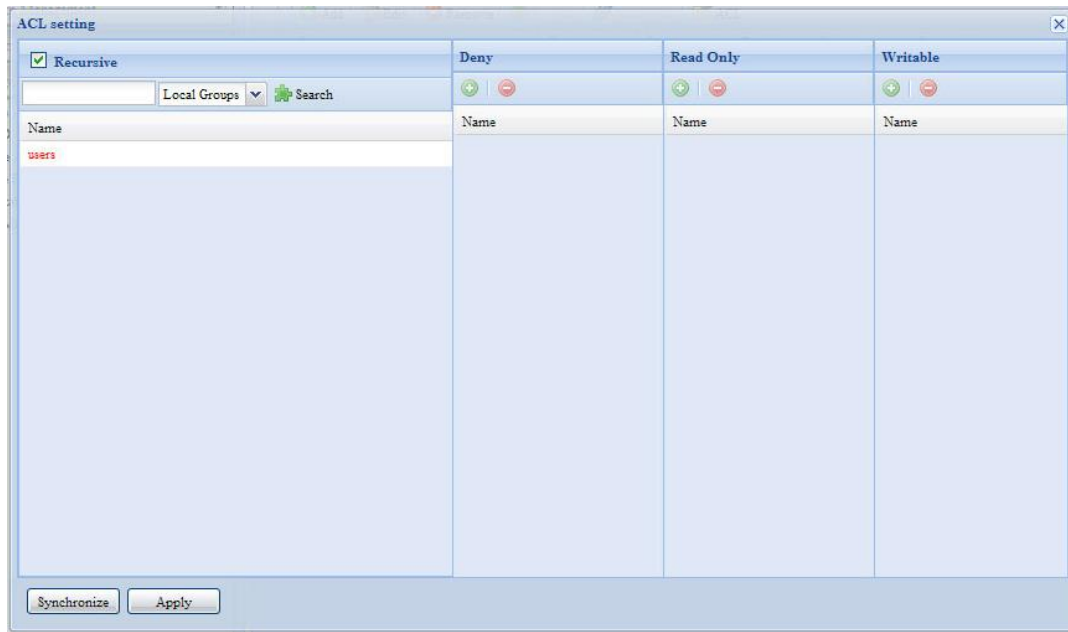 ACL setting
Recursive
Deny
Read Only
Writable
Local Groups
Search
Name
Name
Name
Name
users
Synchronize
Apply